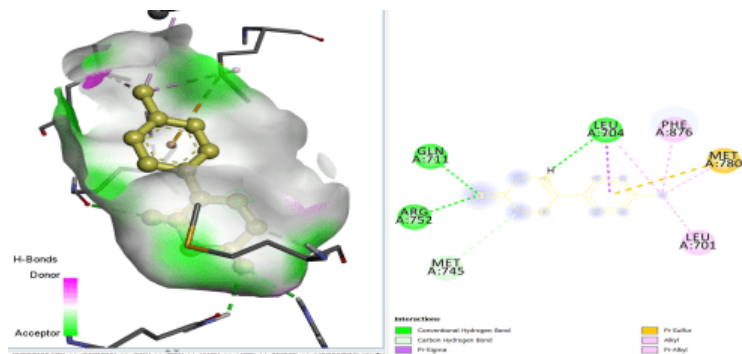 H-Bonds
Donor
Acceptor
GLN
A:711
ARG
A:752
MET
A:745
LEU
A:704
PHE
A:876
MET
A:780
LEU
A:701
H
Interactions
Conventional Hydrogen Bond
Carbon Hydrogen Bond
Pi-Sigma
Pi-Sulfur
Alkyl
Pi-Alkyl